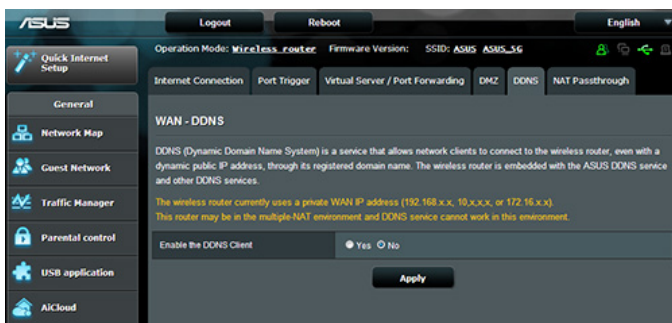 ASUS
Logout
Reboot
English
Quick Internet Setup
Operation Mode: Wireless router Firmware Version: SSID: ASUS ASUS_5G
Internet Connection
Port Trigger
Virtual Server / Port Forwarding
DMZ
DDNS
NAT Passthrough
General
Network Map
Guest Network
Traffic Manager
Parental control
USB application
AiCloud
WAN - DDNS
DDNS (Dynamic Domain Name System) is a service that allows network clients to connect to the wireless router, even with a
dynamic public IP address, through its registered domain name. The wireless router is embedded with the ASUS DDNS service
and other DDNS services.
The wireless router currently uses a private WAN IP address (192.168.x.x, 10,x,x,x, or 172.16.x.x).
This router may be in the multiple-NAT environment and DDNS service cannot work in this environment.
Enable the DDNS Client
Yes No
Apply